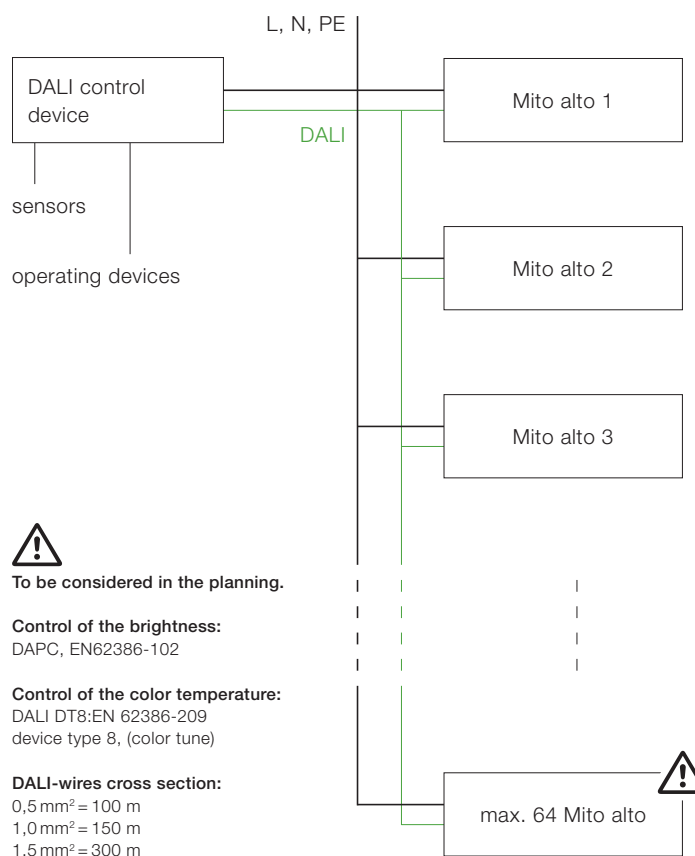 L, N, PE
DALI control
device
Mito alto 1
DALI
sensors
Mito alto 2
operating devices
Mito alto 3
To be considered in the planning.
Control of the brightness:
DAPC, EN62386-102
Control of the color temperature:
DALI DT8:EN 62386-209
device type 8, (color tune)
DALI-wires cross section:
0,5 mm² = 100 m
1,0 mm² = 150 m
1,5 mm² = 300 m
max. 64 Mito alto